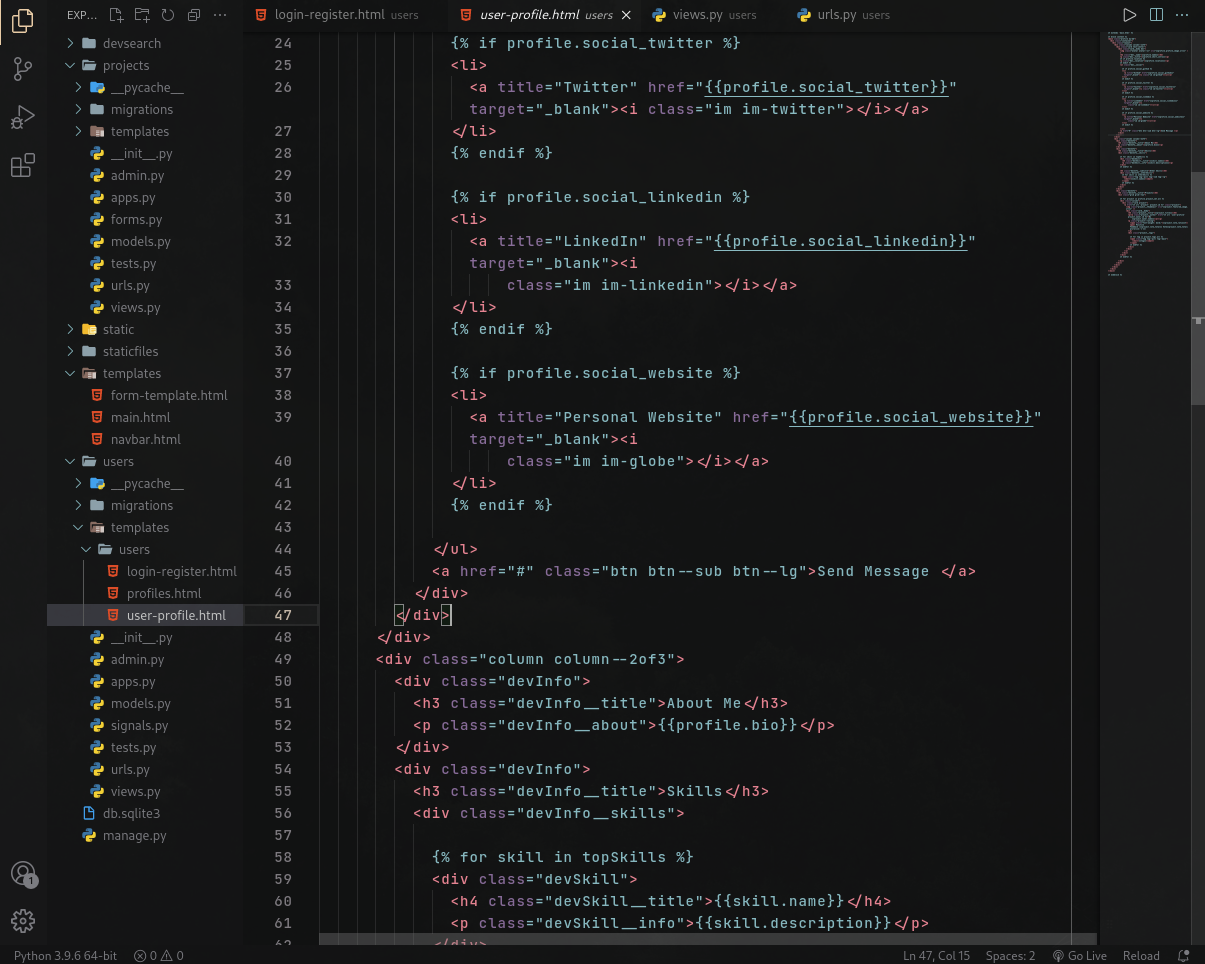 EXP...
login-register.html users
user-profile.html users
views.py users
urls.py users
devsearch
projects
__pycache__
migrations
templates
__init__.py
admin.py
apps.py
forms.py
models.py
tests.py
urls.py
views.py
static
staticfiles
templates
form-template.html
main.html
navbar.html
users
__pycache__
migrations
templates
users
login-register.html
profiles.html
user-profile.html
__init__.py
admin.py
apps.py
models.py
signals.py
tests.py
urls.py
views.py
db.sqlite3
manage.py
1
24 {% if profile.social_twitter %}
25 <li>
26 <a title="Twitter" href="{{profile.social_twitter}}"
target="_blank"><i class="im im-twitter"></i></a>
27 </li>
28 {% endif %}
29
30 {% if profile.social_linkedin %}
31 <li>
32 <a title="LinkedIn" href="{{profile.social_linkedin}}"
target="_blank"><i
33 class="im im-linkedin"></i></a>
34 </li>
35 {% endif %}
36
37 {% if profile.social_website %}
38 <li>
39 <a title="Personal Website" href="{{profile.social_website}}"
target="_blank"><i
40 class="im im-globe"></i></a>
41 </li>
42 {% endif %}
43
44 </ul>
45 <a href="#" class="btn btn--sub btn--lg">Send Message </a>
46 </div>
47 </div>
48 </div>
49 <div class="column column--2of3">
50 <div class="devInfo">
51 <h3 class="devInfo__title">About Me</h3>
52 <p class="devInfo__about">{{profile.bio}}</p>
53 </div>
54 <div class="devInfo">
55 <h3 class="devInfo__title">Skills</h3>
56 <div class="devInfo__skills">
57
58 {% for skill in topSkills %}
59 <div class="devSkill">
60 <h4 class="devSkill__title">{{skill.name}}</h4>
61 <p class="devSkill__info">{{skill.description}}</p>
62 </div>
Python 3.9.6 64-bit
0 0
Ln 47, Col 15
Spaces: 2
Go Live
Reload